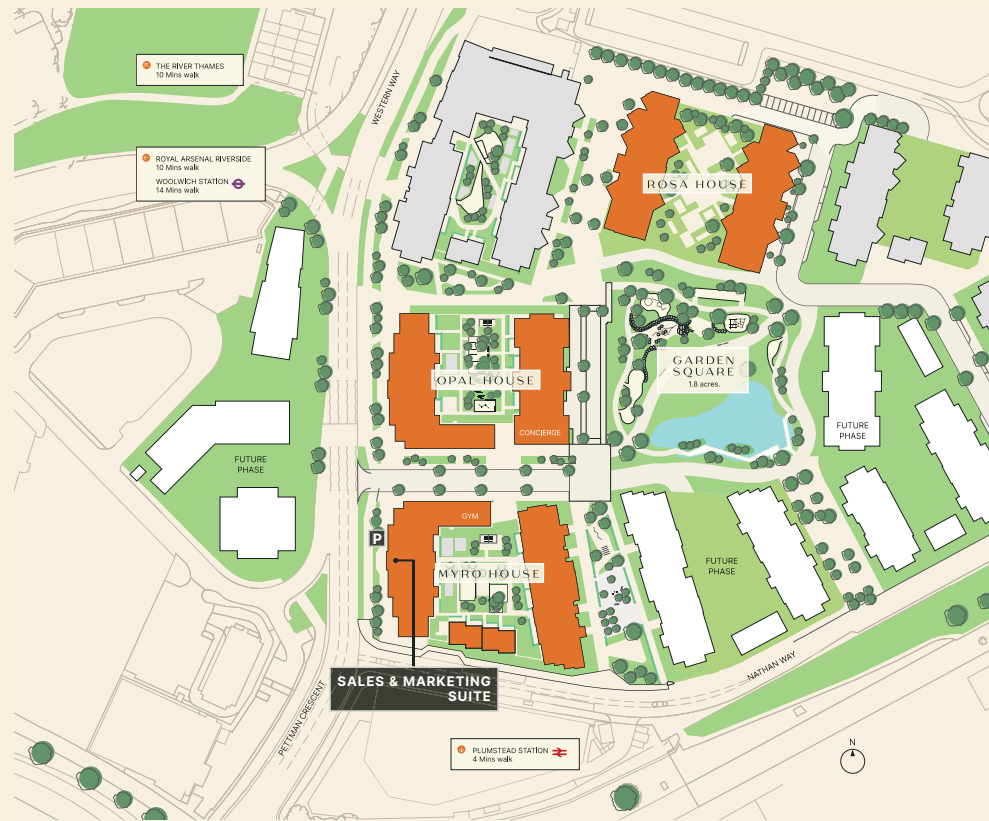 THE RIVER THAMES
10 Mins walk
WESTERN WAY
ROYAL ARSENAL RIVERSIDE
10 Mins walk
WOOLWICH STATION
14 Mins walk
ROSA HOUSE
GARDEN
SQUARE
1.8 acres.
OPAL HOUSE
CONCIERGE
FUTURE
PHASE
FUTURE
PHASE
GYM
P
MYRO HOUSE
FUTURE
PHASE
SALES & MARKETING
SUITE
NATHAN WAY
PETTMAN CRESCENT
PLUMSTEAD STATION
4 Mins walk
N